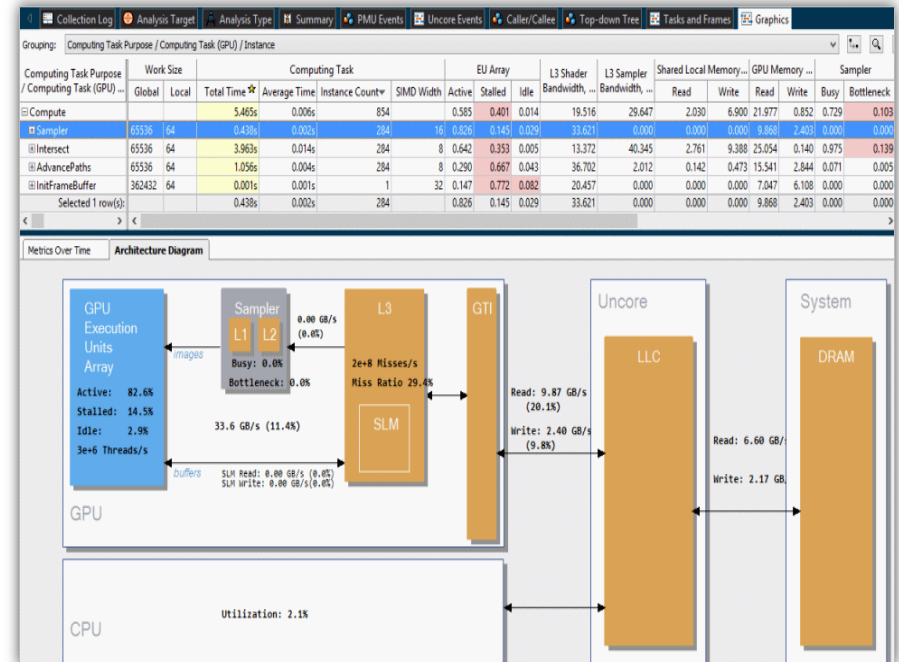 Collection Log Analysis Target Analysis Type Summary PMU Events Uncore Events Caller/Callee Top-down Tree Tasks and Frames Graphics
Grouping: Computing Task Purpose / Computing Task (GPU) / Instance
Computing Task Purpose / Computing Task (GPU) ... Work Size Computing Task EU Array L3 Shader Bandwidth, ... L3 Sampler Bandwidth, ... Shared Local Memory... GPU Memory ... Sampler
Global Local Total Time Average Time Instance Count SIMD Width Active Stalled Idle Read Write Read Write Busy Bottleneck
Compute 5.465s 0.006s 854 0.585 0.401 0.014 19.516 29.647 2.030 6.900 21.977 0.852 0.729 0.103
Sampler 65536 64 0.438s 0.002s 284 16 0.826 0.145 0.029 33.621 0.000 0.000 0.000 9.868 2.403 0.000 0.000
Intersect 65536 64 3.963s 0.014s 284 8 0.642 0.353 0.005 13.372 40.345 2.761 9.388 25.054 0.140 0.975 0.139
AdvancePaths 65536 64 1.056s 0.004s 284 8 0.290 0.667 0.043 36.702 2.012 0.142 0.473 15.541 2.844 0.071 0.005
InitFrameBuffer 362432 64 0.001s 0.001s 1 32 0.147 0.772 0.082 20.457 0.000 0.000 0.000 7.047 6.108 0.000 0.000
Selected 1 row(s): 0.438s 0.002s 284 0.826 0.145 0.029 33.621 0.000 0.000 0.000 9.868 2.403 0.000 0.000
Metrics Over Time Architecture Diagram
GPU
Execution
Units
Array
Active: 82.6%
Stalled: 14.5%
Idle: 2.9%
3e+6 Threads/s
images
Sampler
L1 L2
Busy: 0.0%
Bottleneck: 0.0%
0.00 GB/s
(0.0%)
33.6 GB/s (11.4%)
buffers
SLM Read: 0.00 GB/s (0.0%)
SLM Write: 0.00 GB/s(0.0%)
L3
2e+8 Misses/s
Miss Ratio 29.4%
SLM
GTI
GPU
Read: 9.87 GB/s
(20.1%)
Write: 2.40 GB/s
(9.8%)
Uncore
LLC
Read: 6.60 GB/
Write: 2.17 GB
System
DRAM
Utilization: 2.1%
CPU